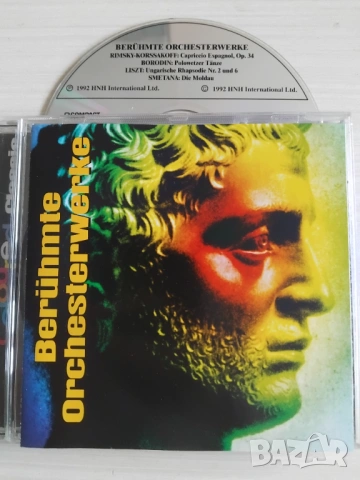 BERÜHMTE ORCHESTERWERKE
RIMSKY-KORSSAKOFF: Capriccio Espagnol, Op. 34
BORODIN: Polowetzer Tänze
LISZT: Ungarische Rhapsodie Nr. 2 und 6
SMETANA: Die Moldau
℗ 1992 HNH International Ltd.
© 1992 HNH International Ltd.
Berühmte
Orchesterwerke
BAZAR